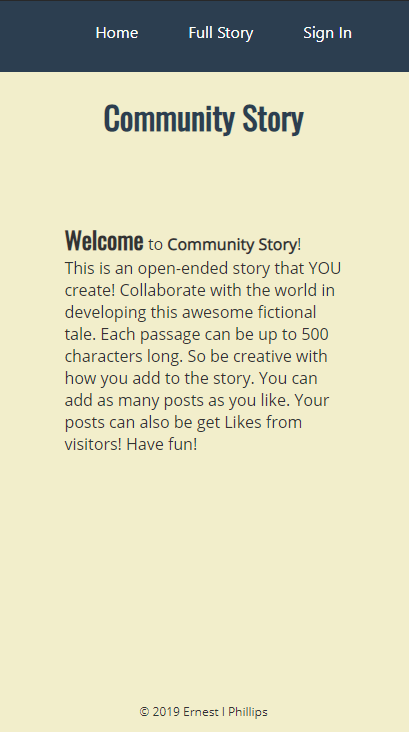 Home Full Story Sign In
Community Story
Welcome to Community Story!
This is an open-ended story that YOU
create! Collaborate with the world in
developing this awesome fictional
tale. Each passage can be up to 500
characters long. So be creative with
how you add to the story. You can
add as many posts as you like. Your
posts can also be get Likes from
visitors! Have fun!
© 2019 Ernest I Phillips